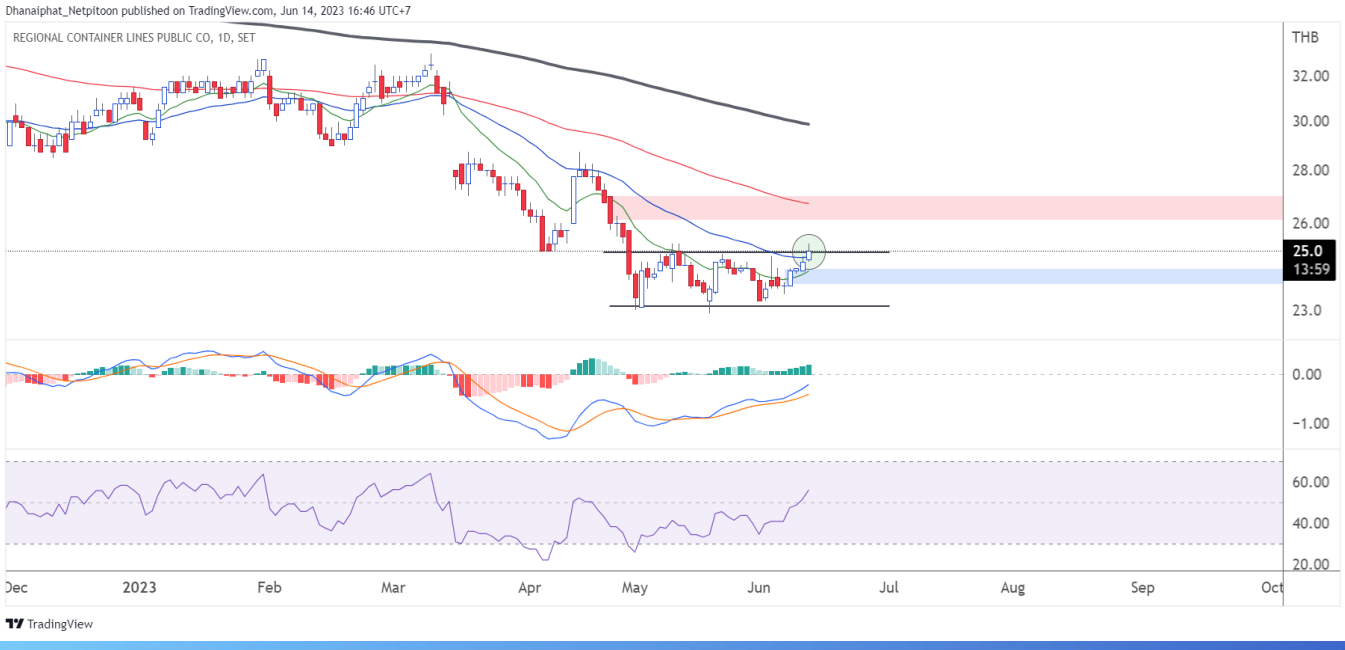 Dhanaiphat_Netpitoon published on TradingView.com, Jun 14, 2023 16:46 UTC+7
REGIONAL CONTAINER LINES PUBLIC CO, 1D, SET
THB
32.00
30.00
28.00
26.00
25.0
13:59
23.0
0.00
−1.00
60.00
40.00
20.00
Dec 2023 Feb Mar Apr May Jun Jul Aug Sep Oct
TradingView